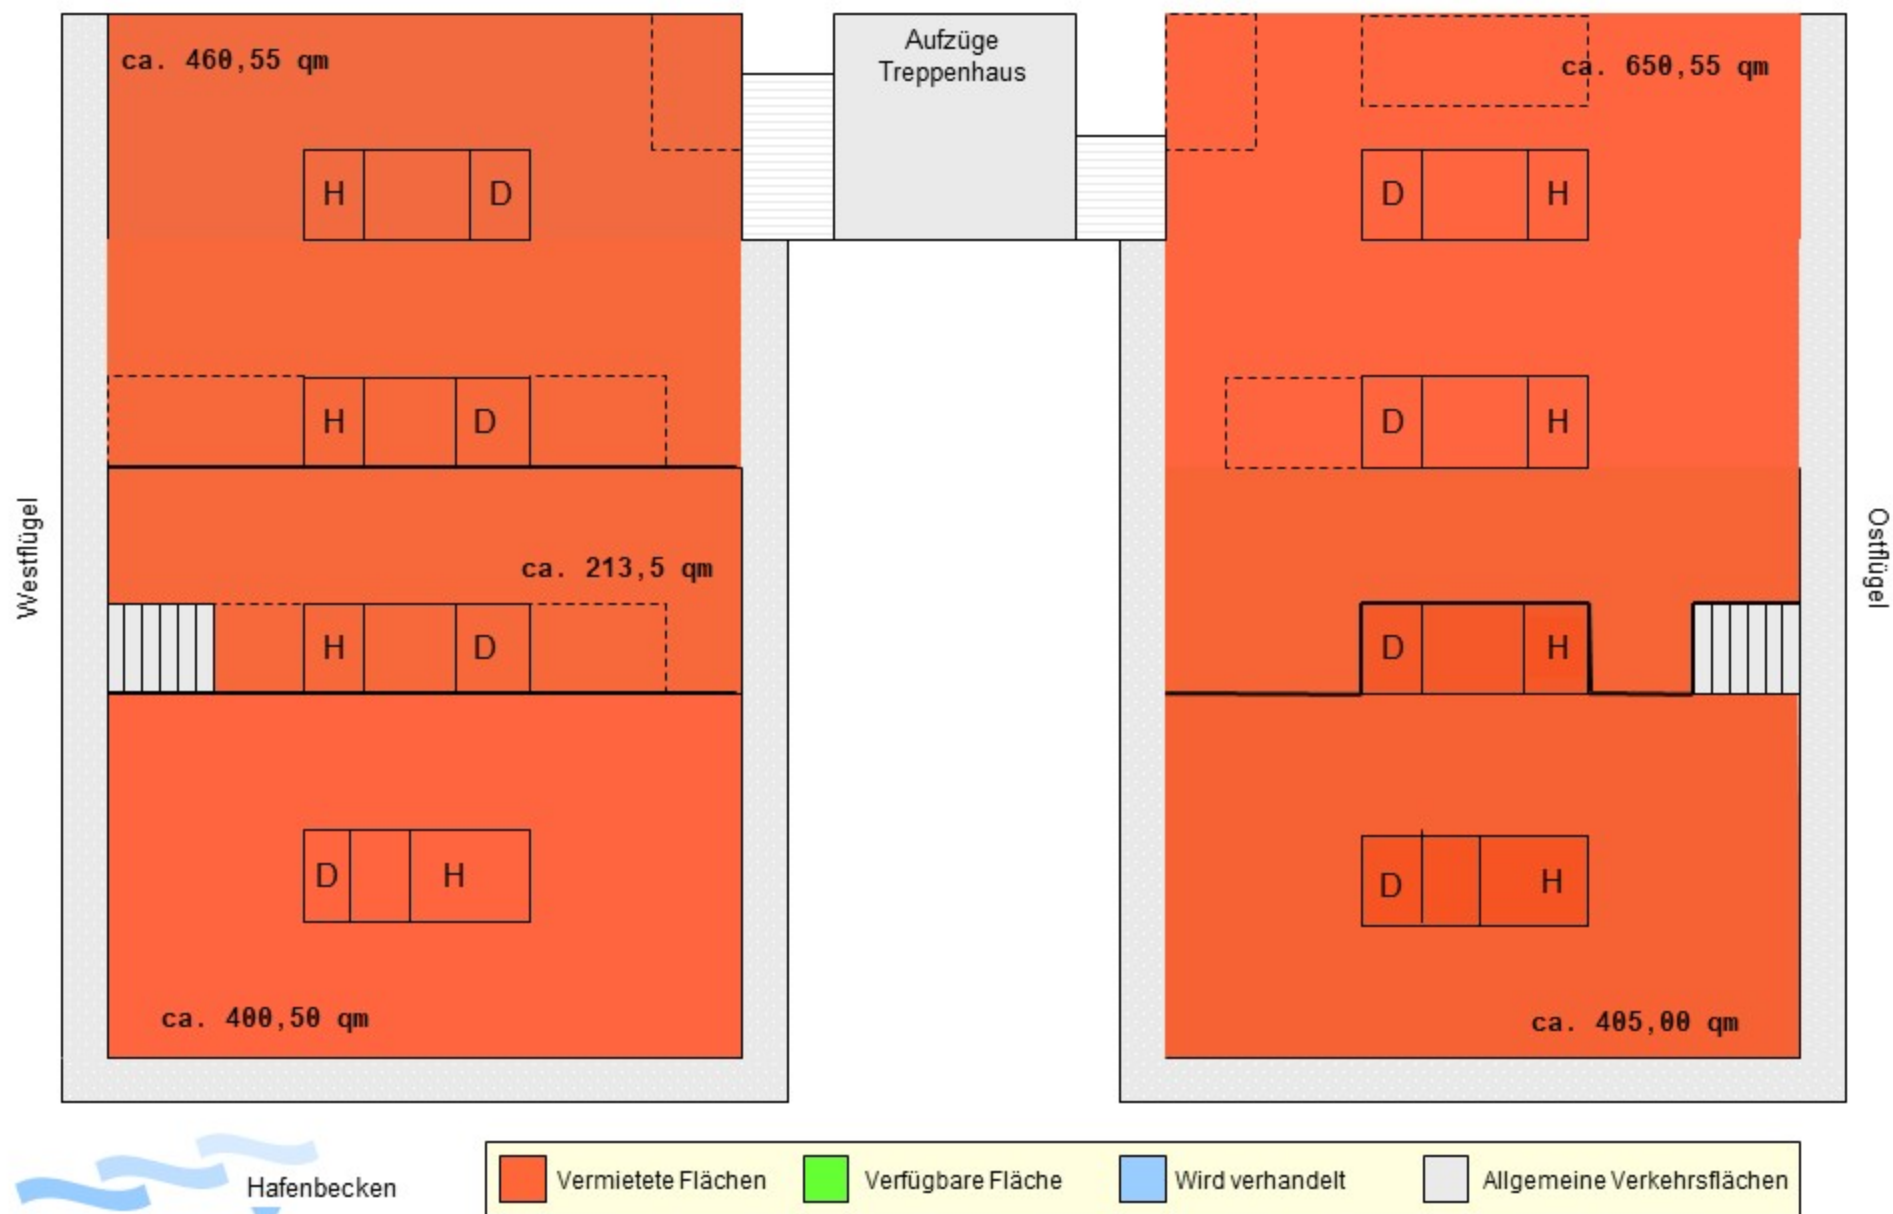 Aufzüge
Treppenhaus
ca. 460,55 qm
ca. 650,55 qm
H D
D H
H D
D H
Westflügel
Ostflügel
ca. 213,5 qm
H D
D H
D H
D H
ca. 400,50 qm
ca. 405,00 qm
Hafenbecken
Vermietete Flächen
Verfügbare Fläche
Wird verhandelt
Allgemeine Verkehrsflächen